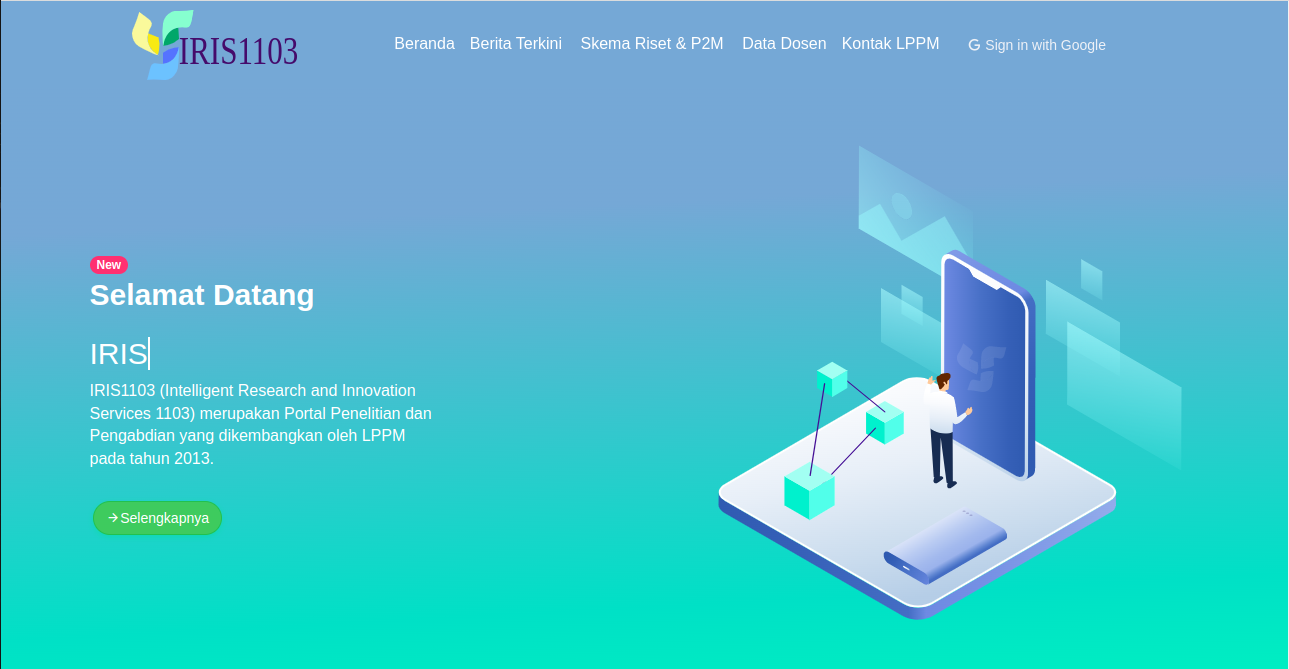 IRIS1103
Beranda Berita Terkini Skema Riset & P2M Data Dosen Kontak LPPM G Sign in with Google
New
Selamat Datang
IRIS
IRIS1103 (Intelligent Research and Innovation
Services 1103) merupakan Portal Penelitian dan
Pengabdian yang dikembangkan oleh LPPM
pada tahun 2013.
Selengkapnya